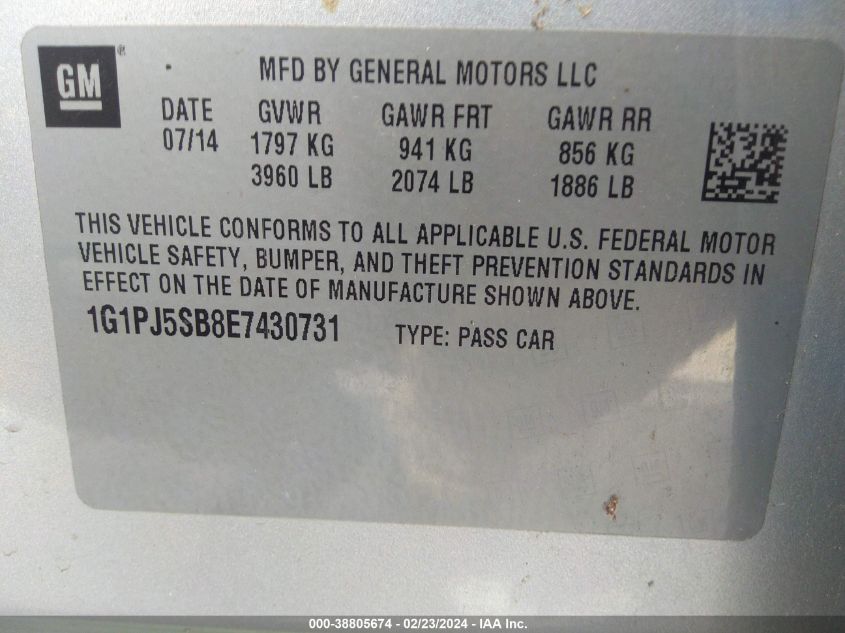 GM ®
MFD BY GENERAL MOTORS LLC
DATE GVWR GAWR FRT GAWR RR
07/14 1797 KG 941 KG 856 KG
3960 LB 2074 LB 1886 LB
THIS VEHICLE CONFORMS TO ALL APPLICABLE U.S. FEDERAL MOTOR
VEHICLE SAFETY, BUMPER, AND THEFT PREVENTION STANDARDS IN
EFFECT ON THE DATE OF MANUFACTURE SHOWN ABOVE.
1G1PJ5SB8E7430731 TYPE: PASS CAR
000-38805674 - 02/23/2024 - IAA Inc.